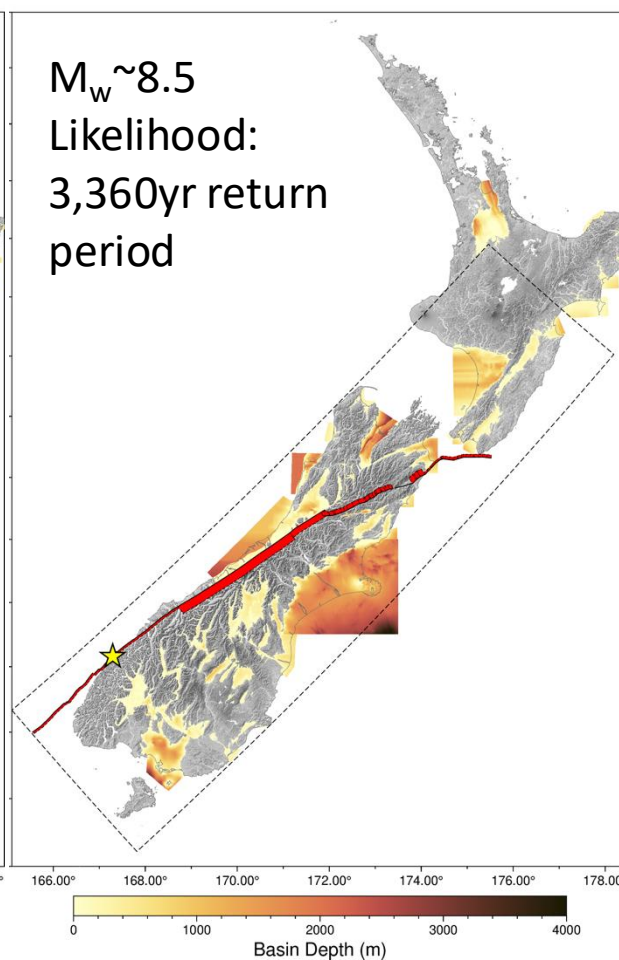 Mw~8.5
Likelihood:
3,360yr return
period
166.00° 168.00° 170.00° 172.00° 174.00° 176.00° 178.00°
0 1000 2000 3000 4000
Basin Depth (m)